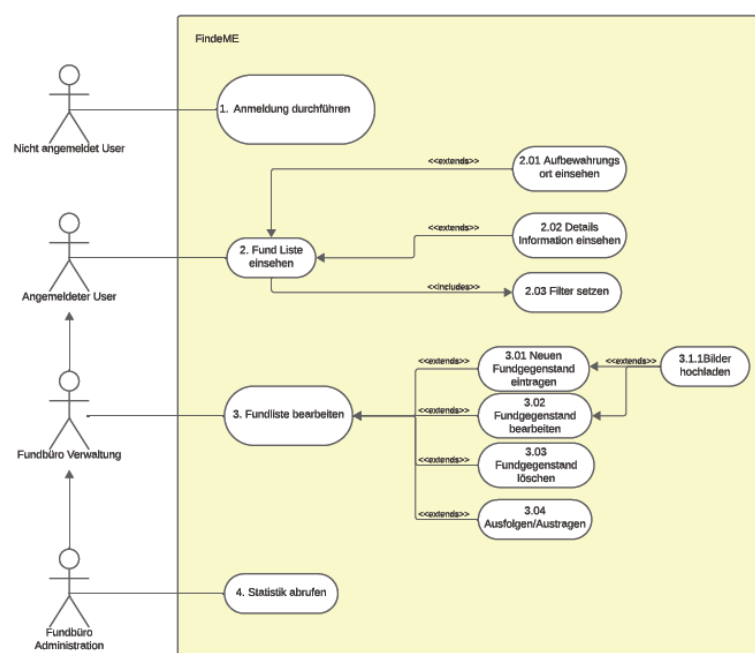 FindeME
1. Anmeldung durchführen
Nicht angemeldet User
<<extends>>
2.01 Aufbewahrungs
ort einsehen
<<extends>>
2.02 Details
Information einsehen
2. Fund Liste
einsehen
Angemeldeter User
<<includes>>
2.03 Filter setzen
<<extends>>
3.01 Neuen
Fundgegenstand
eintragen
<<extends>>
3.1.1Bilder
hochladen
3. Fundliste bearbeiten
<<extends>>
3.02
Fundgegenstand
bearbeiten
Fundbüro Verwaltung
<<extends>>
3.03
Fundgegenstand
löschen
<<extends>>
3.04
Ausfolgen/Austragen
4. Statistik abrufen
Fundbüro
Administration